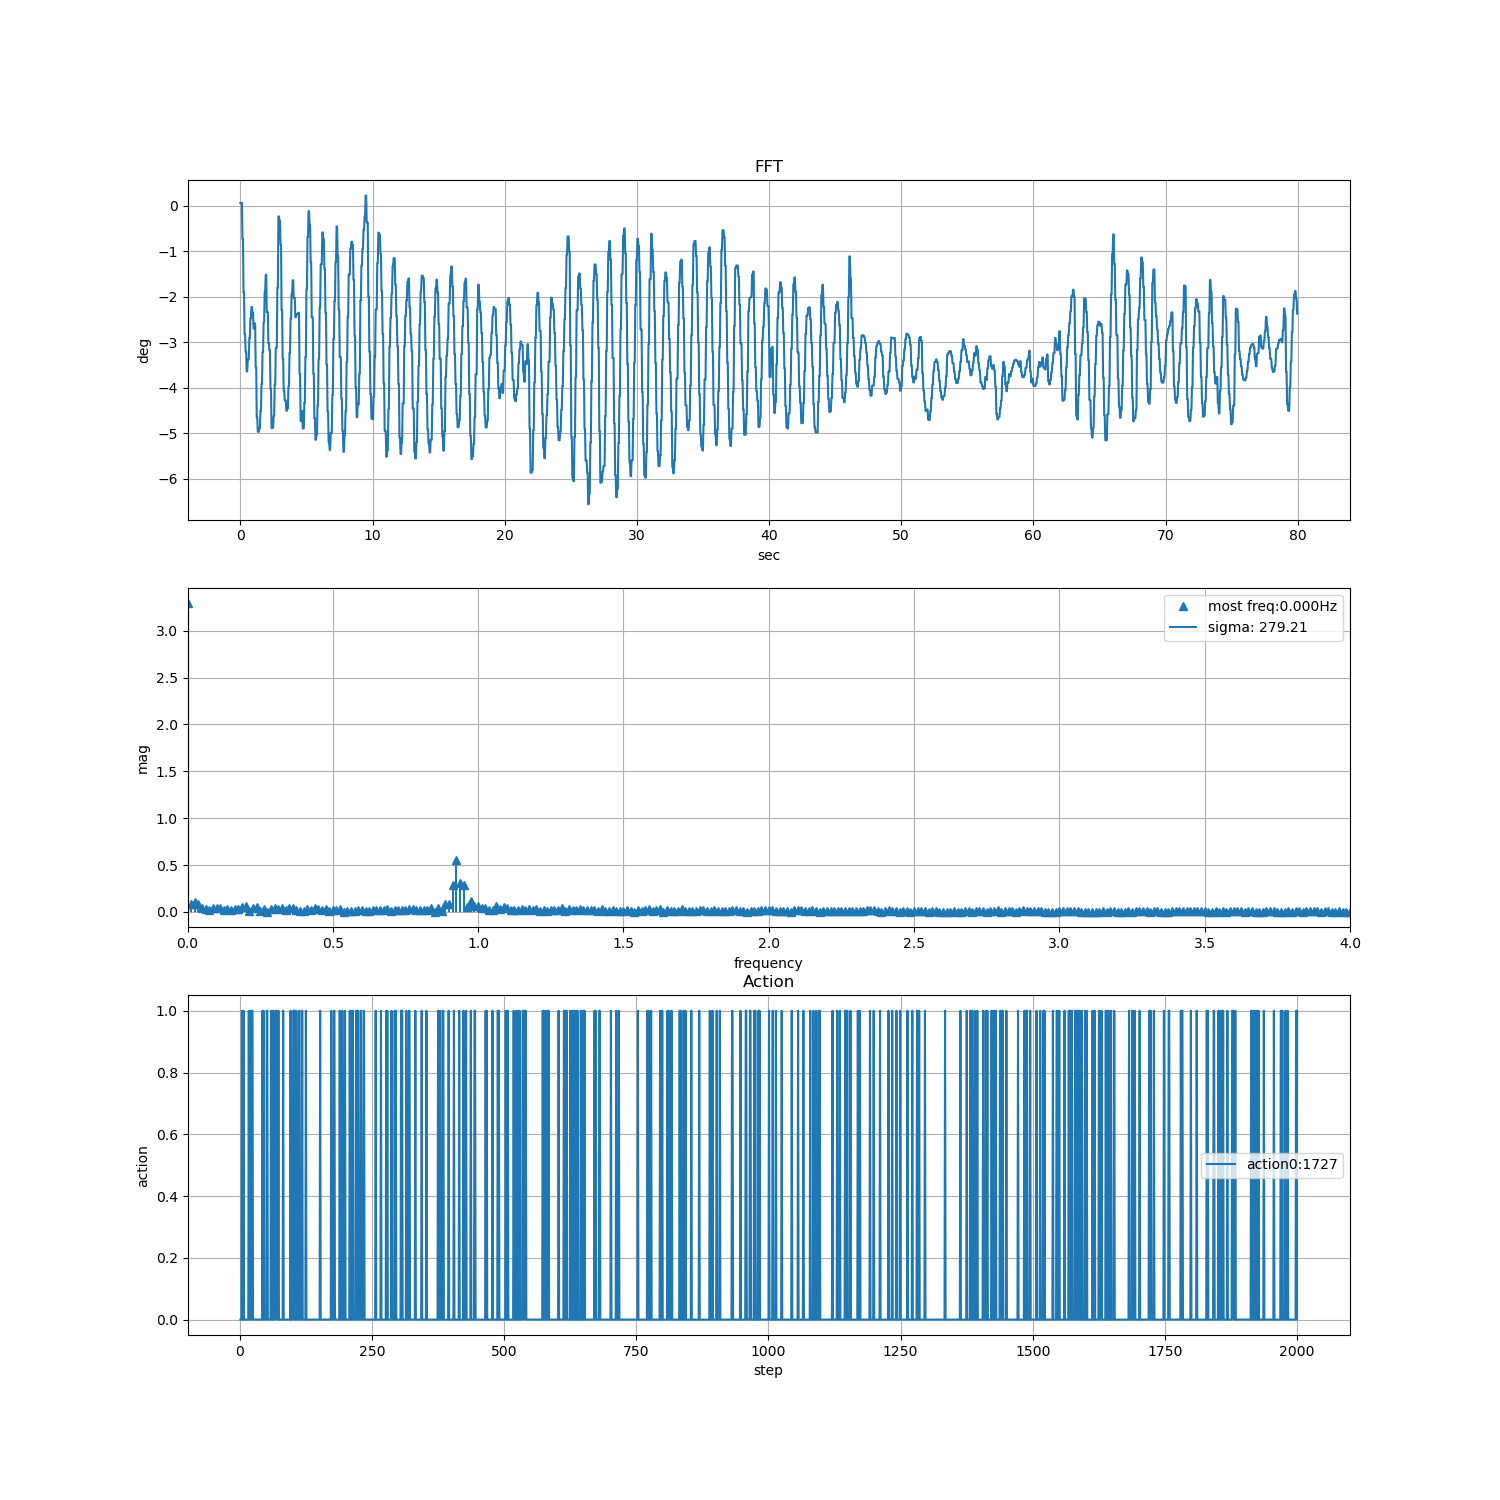 FFT
0
−1
−2
−3
−4
−5
−6
deg
0 10 20 30 40 50 60 70 80
sec
most freq:0.000Hz
sigma: 279.21
3.0
2.5
2.0
1.5
1.0
0.5
0.0
mag
0.0 0.5 1.0 1.5 2.0 2.5 3.0 3.5 4.0
frequency
Action
1.0
0.8
0.6
0.4
0.2
0.0
action
action0:1727
0 250 500 750 1000 1250 1500 1750 2000
step